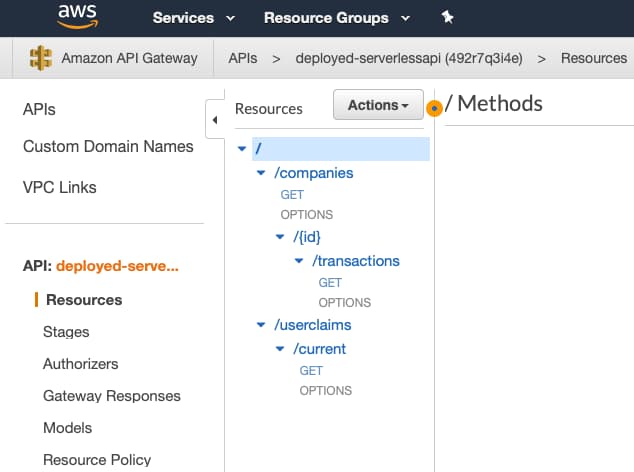 aws
Services
Resource Groups
Amazon API Gateway
APIs > deployed-serverlessapi (492r7q3i4e) > Resources
APIs
Custom Domain Names
VPC Links
API: deployed-serve...
Resources
Stages
Authorizers
Gateway Responses
Models
Resource Policy
Resources
Actions
/
/companies
GET
OPTIONS
/{id}
/transactions
GET
OPTIONS
/userclaims
/current
GET
OPTIONS
/ Methods